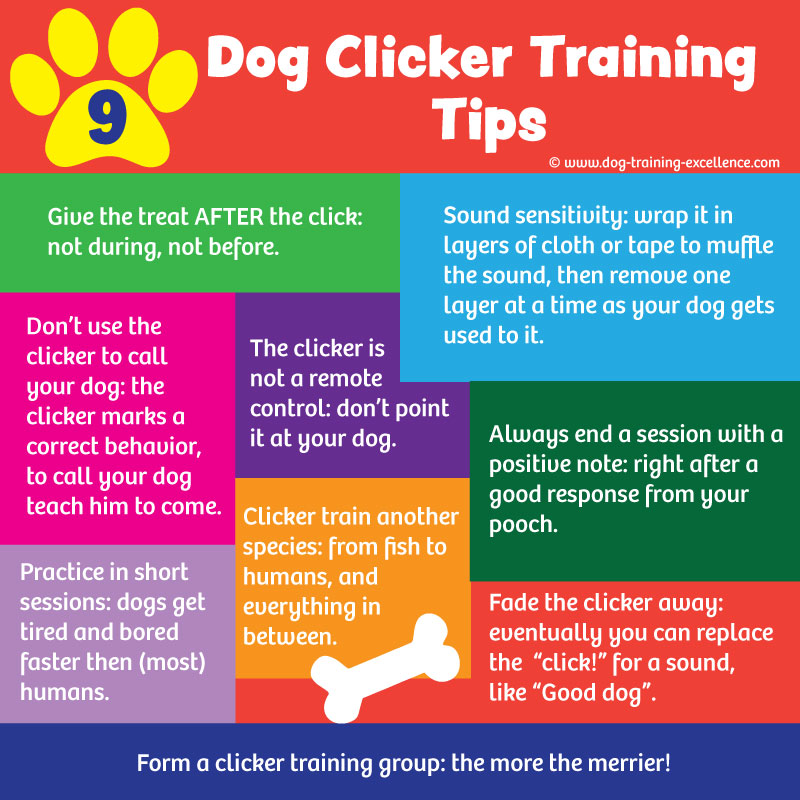 9
Dog Clicker Training
Tips
© www.dog-training-excellence.com
Give the treat AFTER the click:
not during, not before.
Sound sensitivity: wrap it in
layers of cloth or tape to muffle
the sound, then remove one
layer at a time as your dog gets
used to it.
Don't use the
clicker to call
your dog: the
clicker marks a
correct behavior,
to call your dog
teach him to come.
The clicker is
not a remote
control: don't point
it at your dog.
Always end a session with a
positive note: right after a
good response from your
pooch.
Clicker train another
species: from fish to
humans, and
everything in
between.
Practice in short
sessions: dogs get
tired and bored
faster then (most)
humans.
Fade the clicker away:
eventually you can replace
the "click!" for a sound,
like "Good dog".
Form a clicker training group: the more the merrier!